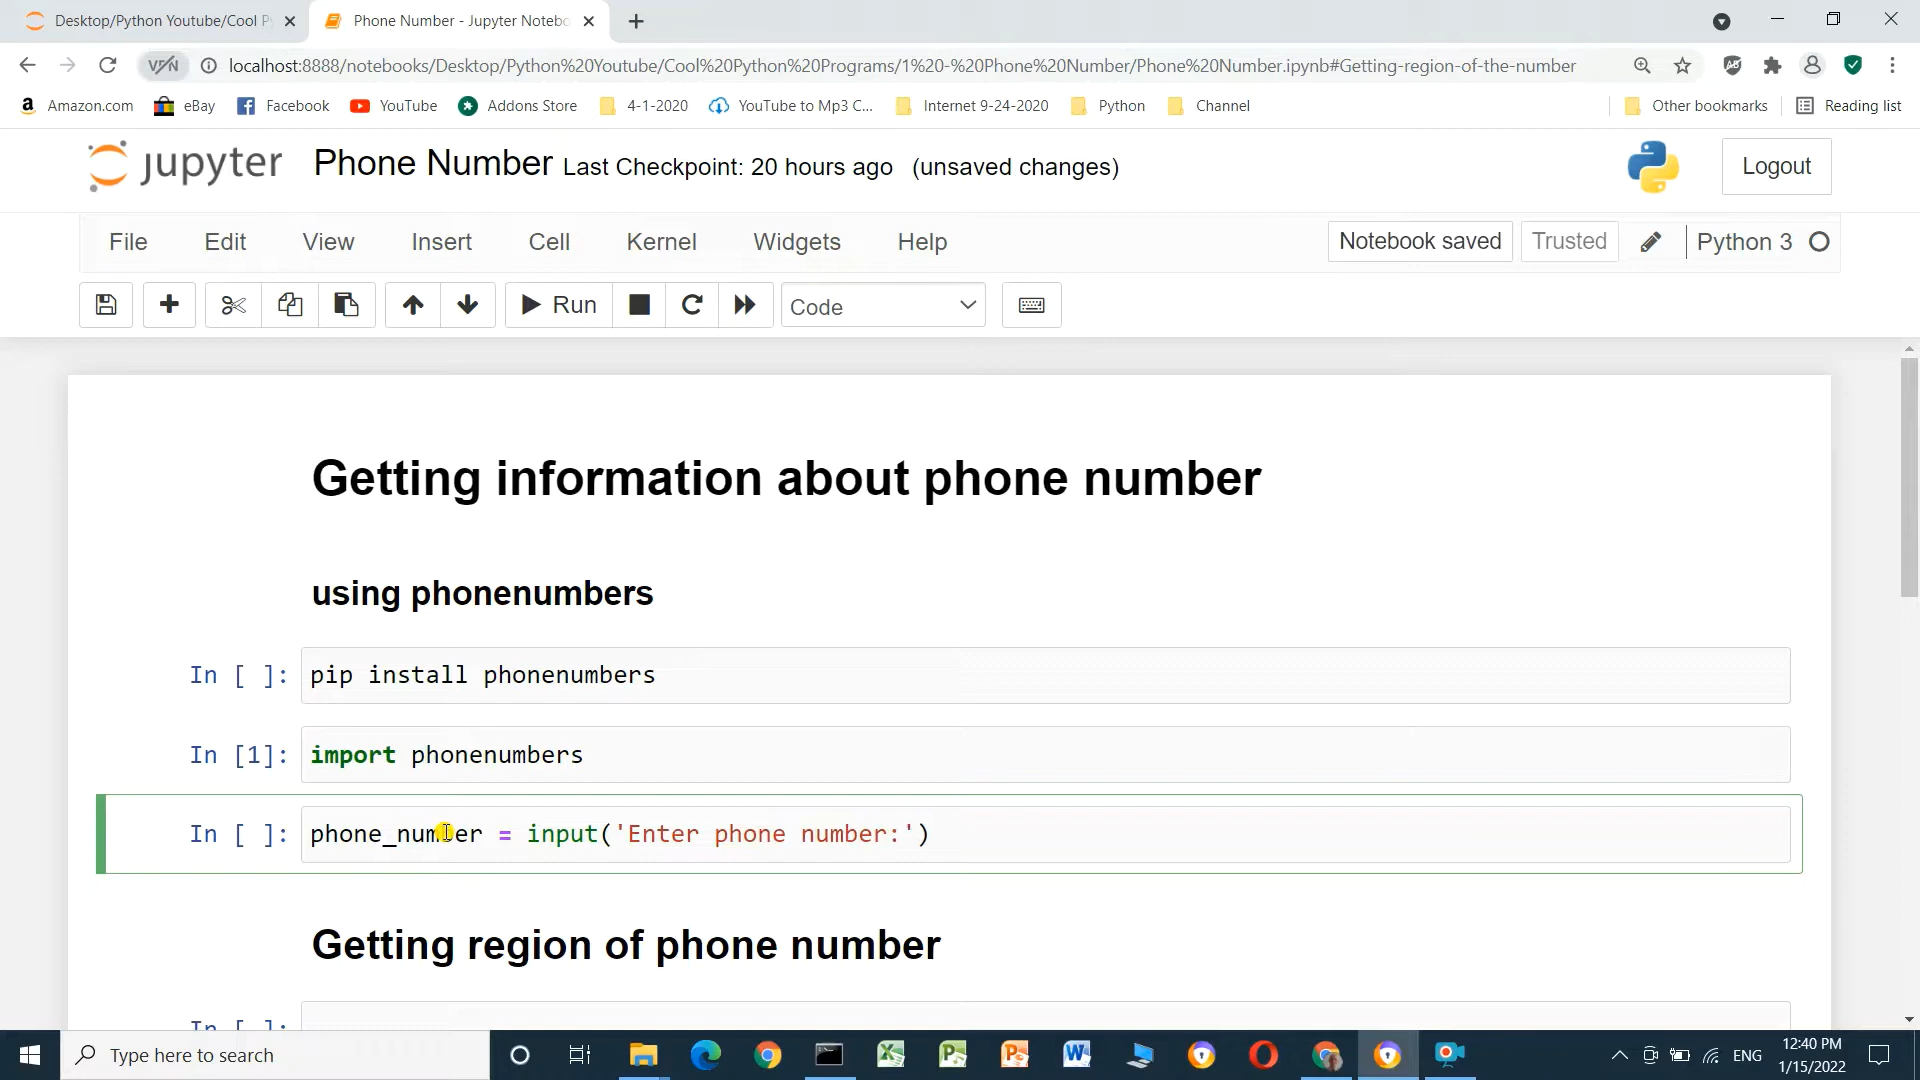 Desktop/Python Youtube/Cool P
Phone Number - Jupyter Notebo
VPN
localhost:8888/notebooks/Desktop/Python%20Youtube/Cool%20Python%20Programs/1%20-%20Phone%20Number/Phone%20Number.ipynb#Getting-region-of-the-number
Amazon.com
eBay
Facebook
YouTube
Addons Store
4-1-2020
YouTube to Mp3 C...
Internet 9-24-2020
Python
Channel
Other bookmarks
Reading list
jupyter Phone Number Last Checkpoint: 20 hours ago (unsaved changes)
Logout
File Edit View Insert Cell Kernel Widgets Help
Notebook saved
Trusted
Python 3
Run
Code
Getting information about phone number
using phonenumbers
In [ ]: pip install phonenumbers
In [1]: import phonenumbers
In [ ]: phone_number = input('Enter phone number:')
Getting region of phone number
In [ ]:
Type here to search
ENG
12:40 PM
1/15/2022